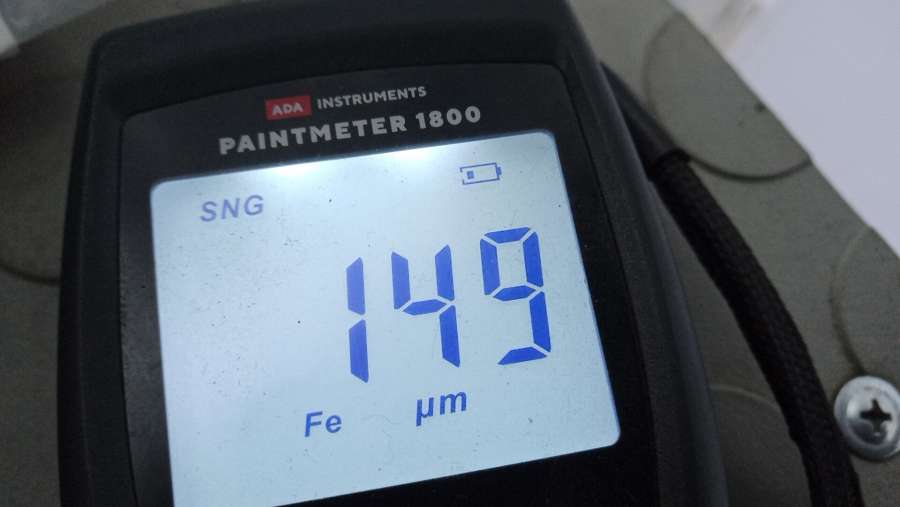 ADA INSTRUMENTS
PAINTMETER 1800
SNG
149
Fe µm